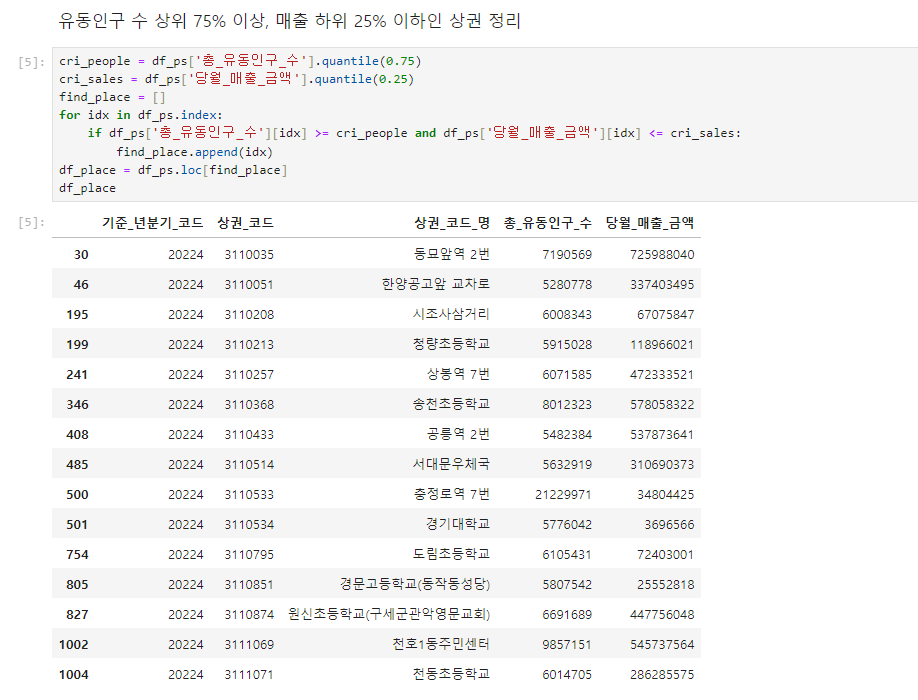 유동인구 수 상위 75% 이상, 매출 하위 25% 이하인 상권 정리
[5]: cri_people = df_ps['총_유동인구_수'].quantile(0.75)
cri_sales = df_ps['당월_매출_금액'].quantile(0.25)
find_place = []
for idx in df_ps.index:
if df_ps['총_유동인구_수'][idx] >= cri_people and df_ps['당월_매출_금액'][idx] <= cri_sales:
find_place.append(idx)
df_place = df_ps.loc[find_place]
df_place
[5]: 기준_년분기_코드 상권_코드 상권_코드_명 총_유동인구_수 당월_매출_금액
30 20224 3110035 동묘앞역 2번 7190569 725988040
46 20224 3110051 한양공고앞 교차로 5280778 337403495
195 20224 3110208 시조사삼거리 6008343 67075847
199 20224 3110213 청량초등학교 5915028 118966021
241 20224 3110257 상봉역 7번 6071585 472333521
346 20224 3110368 송전초등학교 8012323 578058322
408 20224 3110433 공릉역 2번 5482384 537873641
485 20224 3110514 서대문우체국 5632919 310690373
500 20224 3110533 충정로역 7번 21229971 34804425
501 20224 3110534 경기대학교 5776042 3696566
754 20224 3110795 도림초등학교 6105431 72403001
805 20224 3110851 경문고등학교(동작동성당) 5807542 25552818
827 20224 3110874 원신초등학교(구세군관악영문교회) 6691689 447756048
1002 20224 3111069 천호1동주민센터 9857151 545737564
1004 20224 3111071 천동초등학교 6014705 286285575